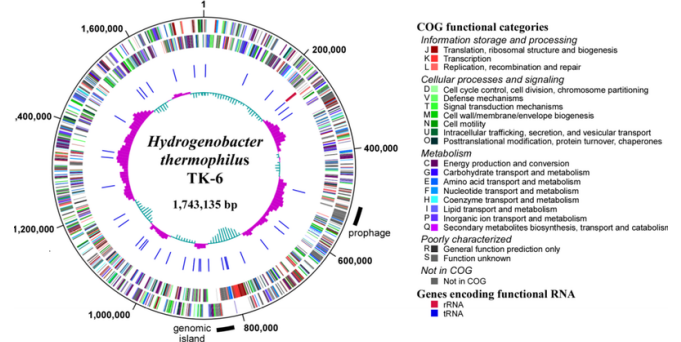 1
200,000
400,000
prophage
600,000
800,000
genomic
island
1,000,000
1,200,000
,400,000
1,600,000
Hydrogenobacter
thermophilus
TK-6
1,743,135 bp
COG functional categories
Information storage and processing
J Translation, ribosomal structure and biogenesis
K Transcription
L Replication, recombination and repair
Cellular processes and signaling
D Cell cycle control, cell division, chromosome partitioning
V Defense mechanisms
T Signal transduction mechanisms
M Cell wall/membrane/envelope biogenesis
N Cell motility
U Intracellular trafficking, secretion, and vesicular transport
O Posttranslational modification, protein turnover, chaperones
Metabolism
C Energy production and conversion
G Carbohydrate transport and metabolism
E Amino acid transport and metabolism
F Nucleotide transport and metabolism
H Coenzyme transport and metabolism
I Lipid transport and metabolism
P Inorganic ion transport and metabolism
Q Secondary metabolites biosynthesis, transport and catabolism
Poorly characterized
R General function prediction only
S Function unknown
Not in COG
Not in COG
Genes encoding functional RNA
rRNA
tRNA